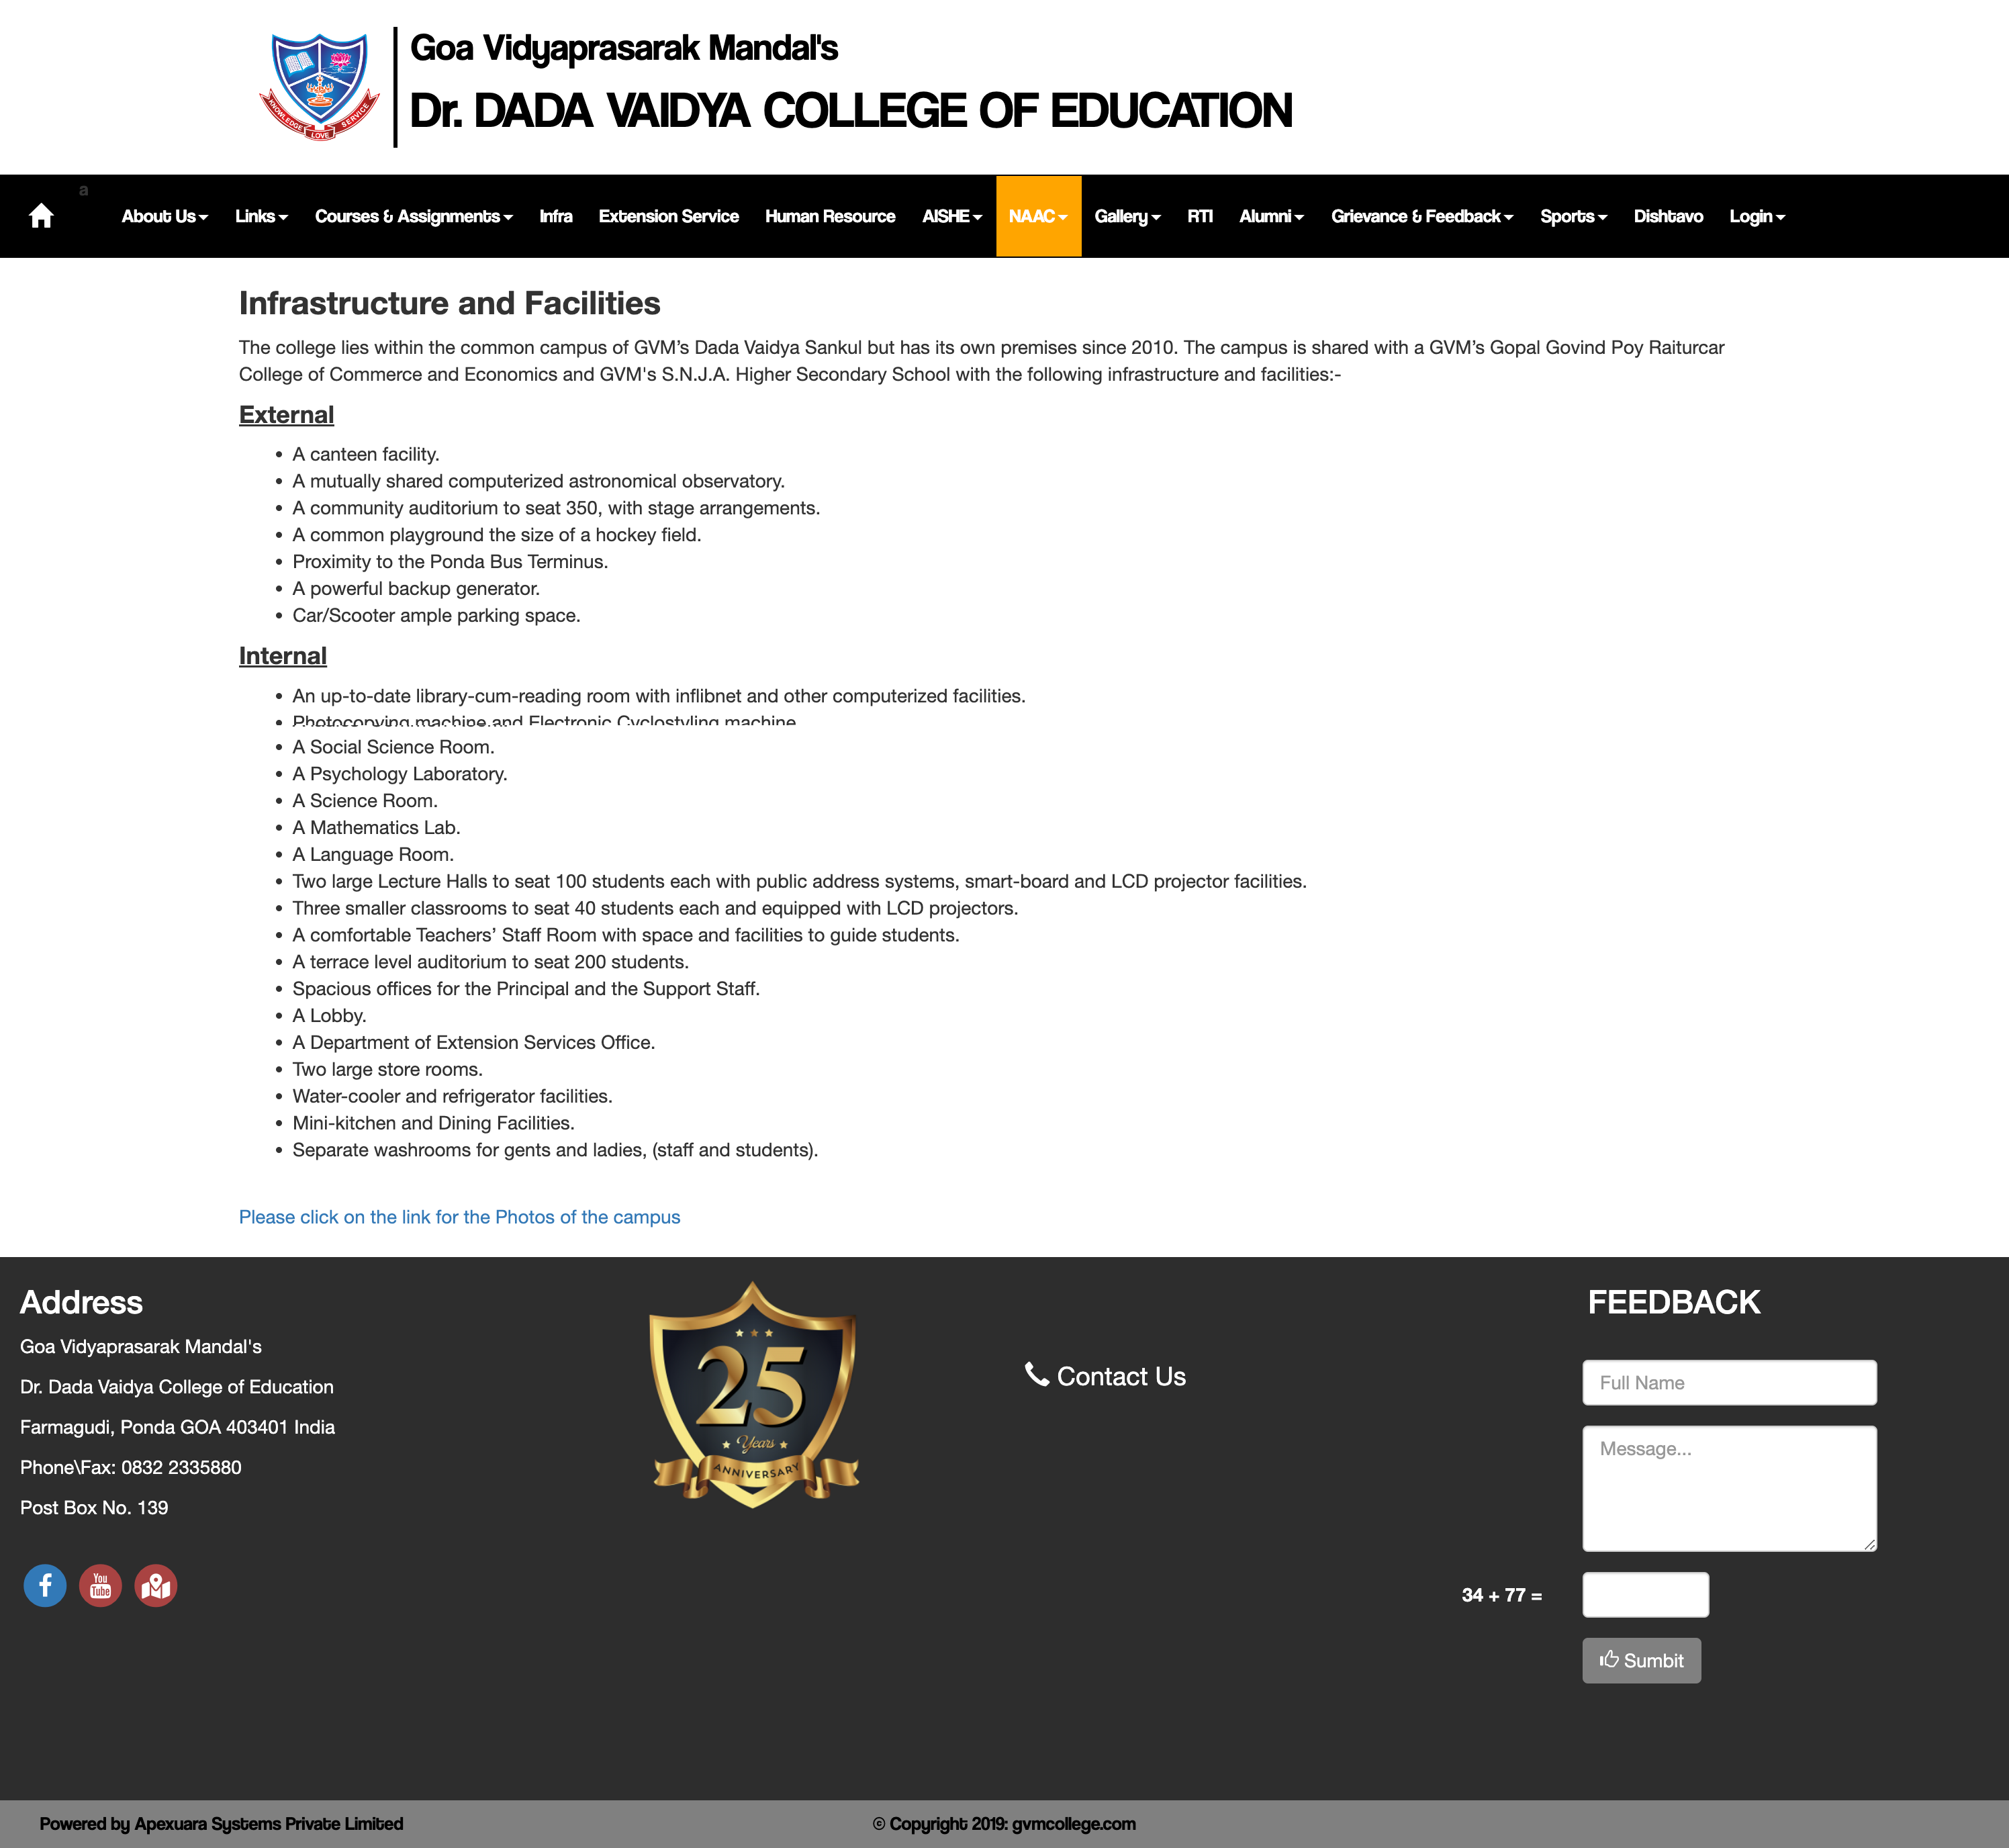 KNOWLEDGE LOVE SERVICE
Goa Vidyaprasarak Mandal's
Dr. DADA VAIDYA COLLEGE OF EDUCATION
a
About Us Links Courses & Assignments Infra Extension Service Human Resource AISHE NAAC Gallery RTI Alumni Grievance & Feedback Sports Dishtavo Login
Infrastructure and Facilities
The college lies within the common campus of GVM’s Dada Vaidya Sankul but has its own premises since 2010. The campus is shared with a GVM’s Gopal Govind Poy Raiturcar
College of Commerce and Economics and GVM's S.N.J.A. Higher Secondary School with the following infrastructure and facilities:-
External
• A canteen facility.
• A mutually shared computerized astronomical observatory.
• A community auditorium to seat 350, with stage arrangements.
• A common playground the size of a hockey field.
• Proximity to the Ponda Bus Terminus.
• A powerful backup generator.
• Car/Scooter ample parking space.
Internal
• An up-to-date library-cum-reading room with inflibnet and other computerized facilities.
• Photocopying machine and Electronic Cyclostyling machine
• A Social Science Room.
• A Psychology Laboratory.
• A Science Room.
• A Mathematics Lab.
• A Language Room.
• Two large Lecture Halls to seat 100 students each with public address systems, smart-board and LCD projector facilities.
• Three smaller classrooms to seat 40 students each and equipped with LCD projectors.
• A comfortable Teachers’ Staff Room with space and facilities to guide students.
• A terrace level auditorium to seat 200 students.
• Spacious offices for the Principal and the Support Staff.
• A Lobby.
• A Department of Extension Services Office.
• Two large store rooms.
• Water-cooler and refrigerator facilities.
• Mini-kitchen and Dining Facilities.
• Separate washrooms for gents and ladies, (staff and students).
Please click on the link for the Photos of the campus
Address
Goa Vidyaprasarak Mandal's
Dr. Dada Vaidya College of Education
Farmagudi, Ponda GOA 403401 India
Phone\Fax: 0832 2335880
Post Box No. 139
You
Tube
25
Years
ANNIVERSARY
Contact Us
FEEDBACK
Full Name
Message...
34 + 77 =
Sumbit
Powered by Apexuara Systems Private Limited
© Copyright 2019: gvmcollege.com